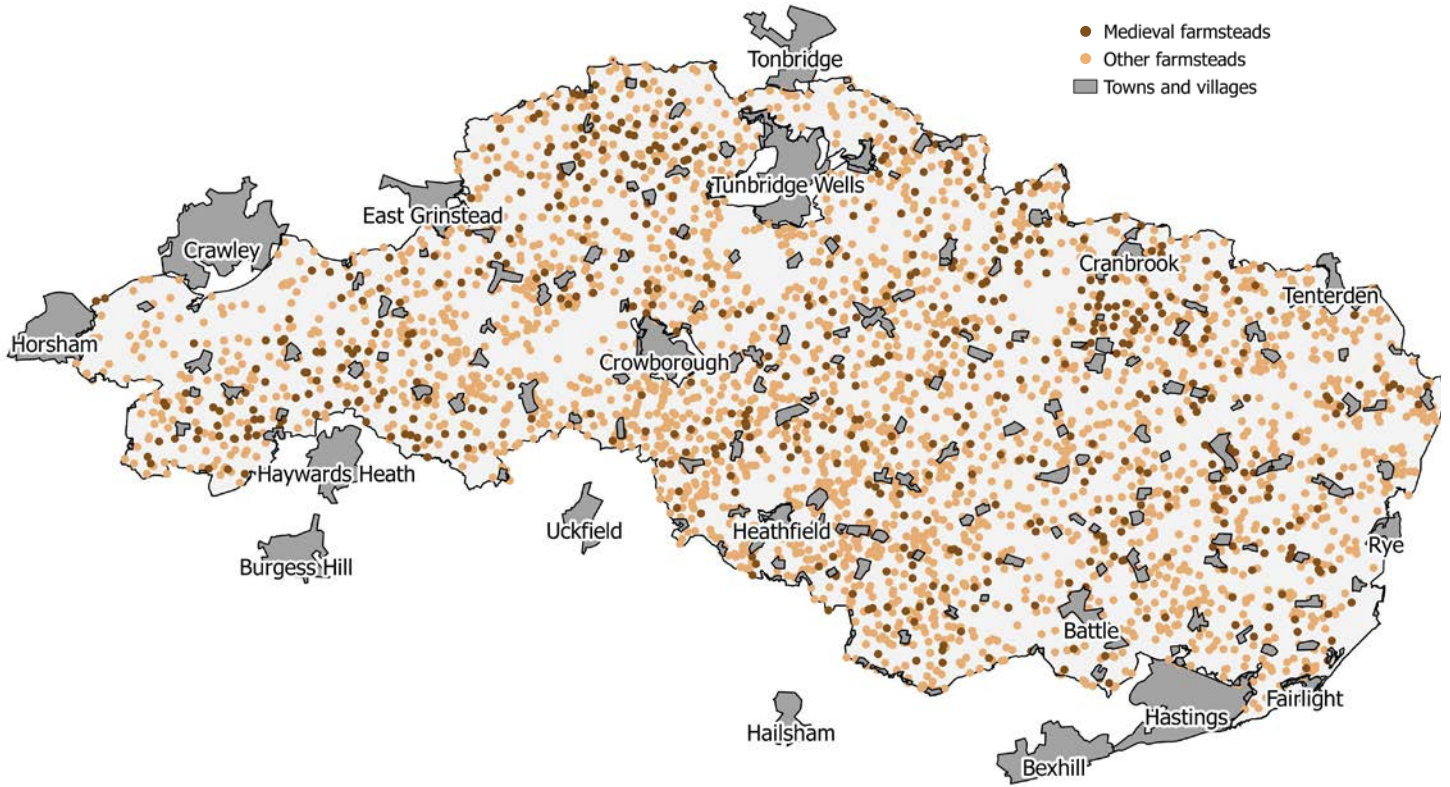 Medieval farmsteads
Other farmsteads
Towns and villages
Tonbridge
Tunbridge Wells
East Grinstead
Crawley
Cranbrook
Tenterden
Horsham
Crowborough
Haywards Heath
Uckfield
Heathfield
Rye
Burgess Hill
Battle
Fairlight
Hastings
Hailsham
Bexhill